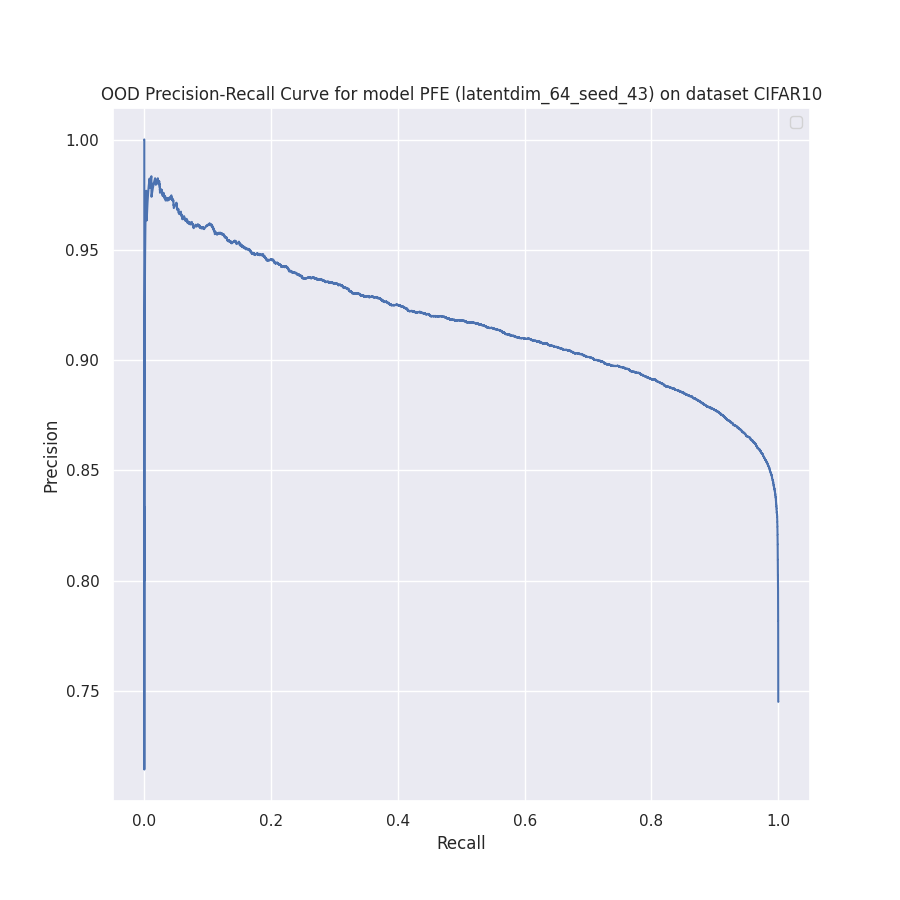 OOD Precision-Recall Curve for model PFE (latentdim_64_seed_43) on dataset CIFAR10
1.00
0.95
0.90
0.85
0.80
0.75
Precision
0.0 0.2 0.4 0.6 0.8 1.0
Recall